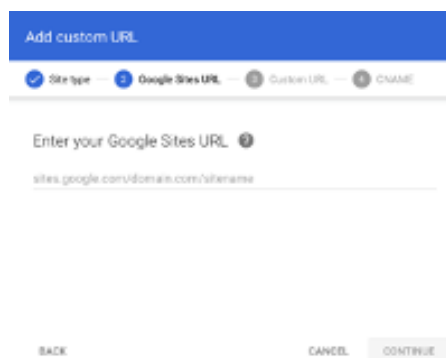 Add custom URL
Site type 2 Google Sites URL 3 Custom URL 4 CNAME
Enter your Google Sites URL ?
sites.google.com/domain.com/sitename
BACK CANCEL CONTINUE